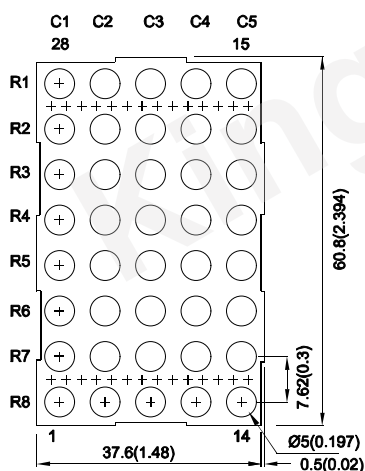 C1 C2 C3 C4 C5
28 15
R1
R2
R3
R4
R5
R6
R7
R8
60.8(2.394)
7.62(0.3)
1 14
Ø5(0.197)
37.6(1.48)
0.5(0.02)
King